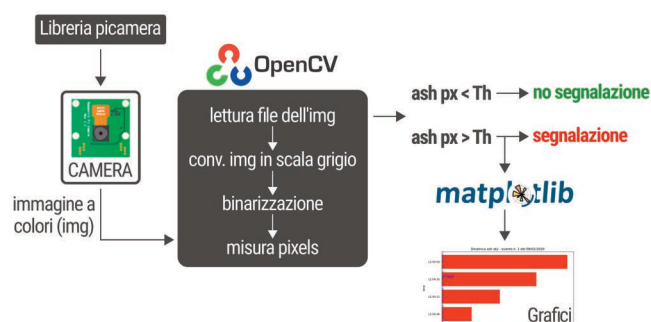 Libreria picamera
CAMERA
immagine a
colori (img)
OpenCV
lettura file dell'img
conv. img in scala grigio
binarizzazione
misura pixels
ash px < Th
no segnalazione
ash px > Th
segnalazione
matplotlib
Grafici